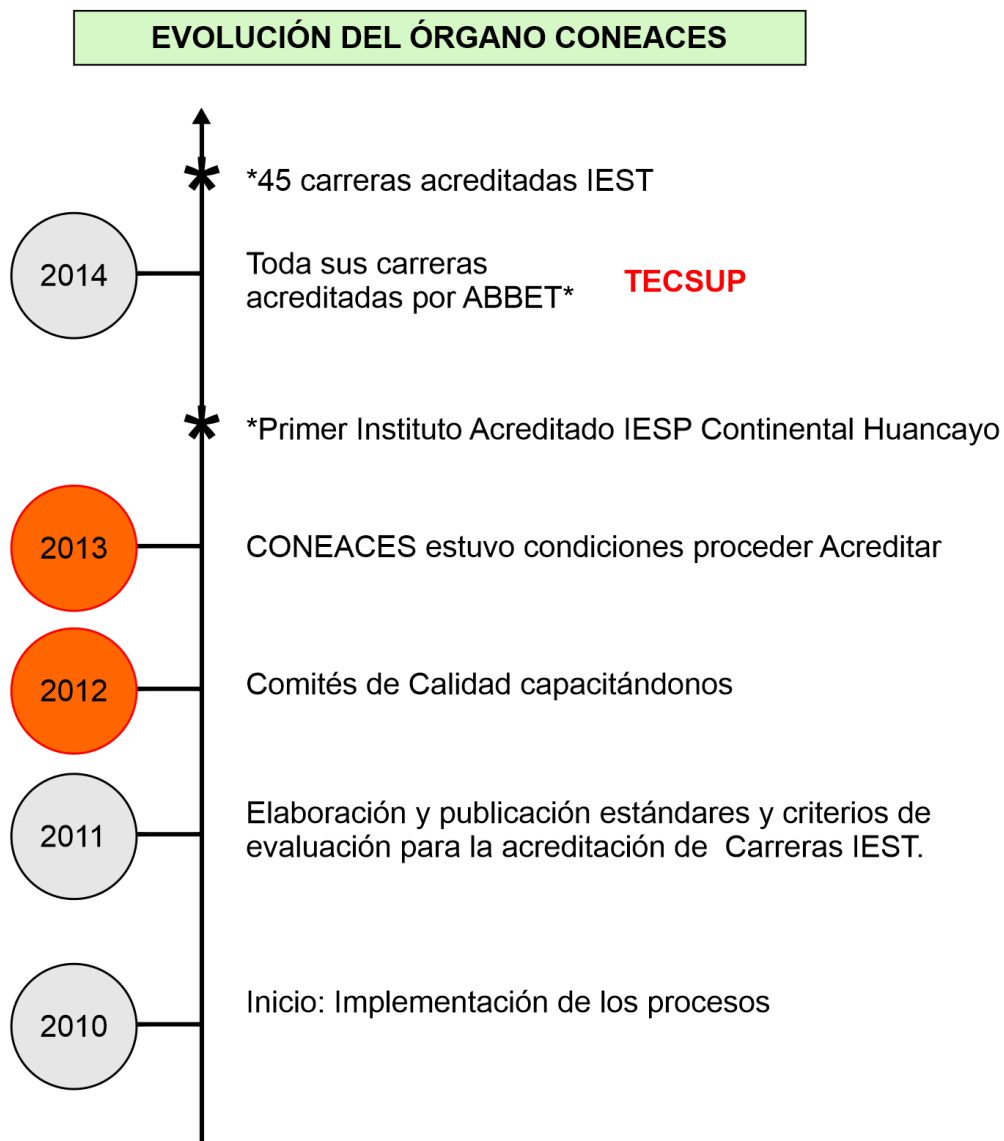 EVOLUCIÓN DEL ÓRGANO CONEACES
*45 carreras acreditadas IEST
2014
Toda sus carreras
acreditadas por ABBET*
TECSUP
*Primer Instituto Acreditado IESP Continental Huancayo
2013
CONEACES estuvo condiciones proceder Acreditar
2012
Comités de Calidad capacitándonos
2011
Elaboración y publicación estándares y criterios de
evaluación para la acreditación de Carreras IEST.
2010
Inicio: Implementación de los procesos